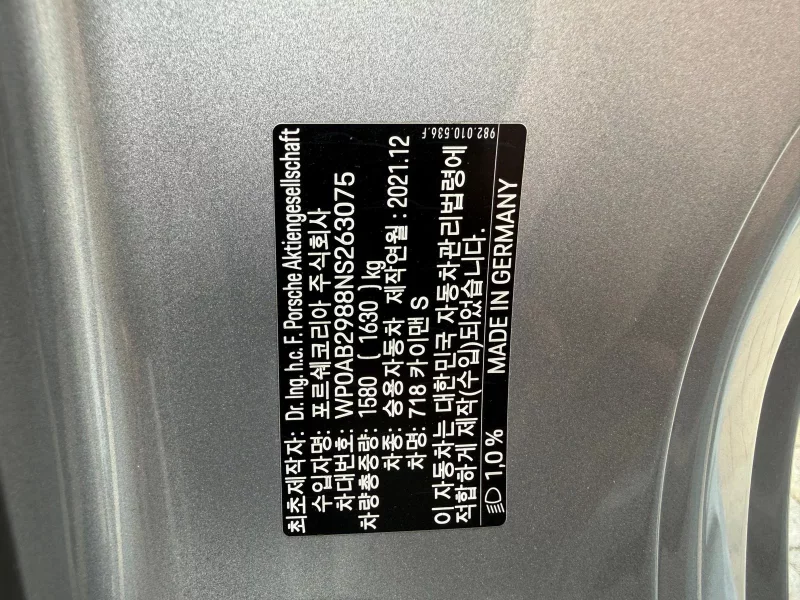 최초제작자: Dr. Ing. h.c. F. Porsche Aktiengesellschaft
수입자명: 포르쉐코리아 주식회사
차대번호: WP0AB2988NS263075
차량총중량: 1580 ( 1630 ) kg
차종: 승용자동차 제작연월 : 2021.12
차명: 718 카이맨 S
이 자동차는 대한민국 자동차관리법령에
적합하게 제작(수입)되었습니다.
1,0 % MADE IN GERMANY
982.010.536.F